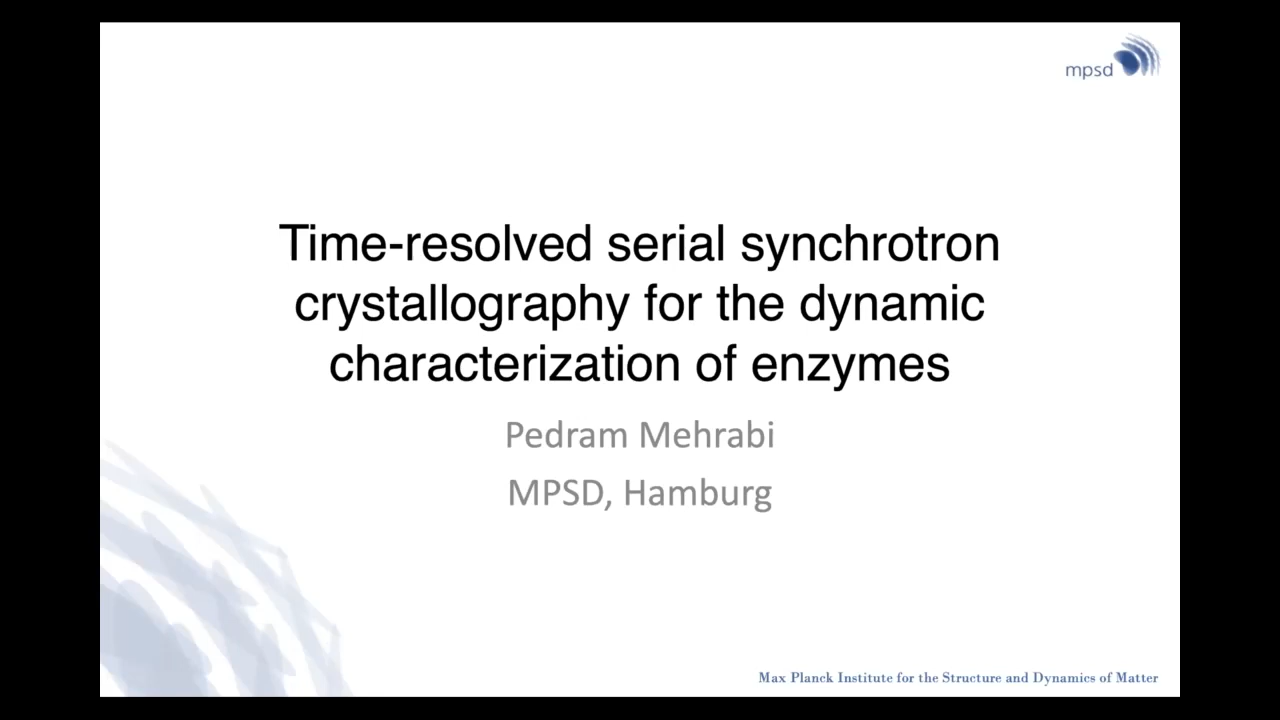 mpsd
Time-resolved serial synchrotron
crystallography for the dynamic
characterization of enzymes
Pedram Mehrabi
MPSD, Hamburg
Max Planck Institute for the Structure and Dynamics of Matter